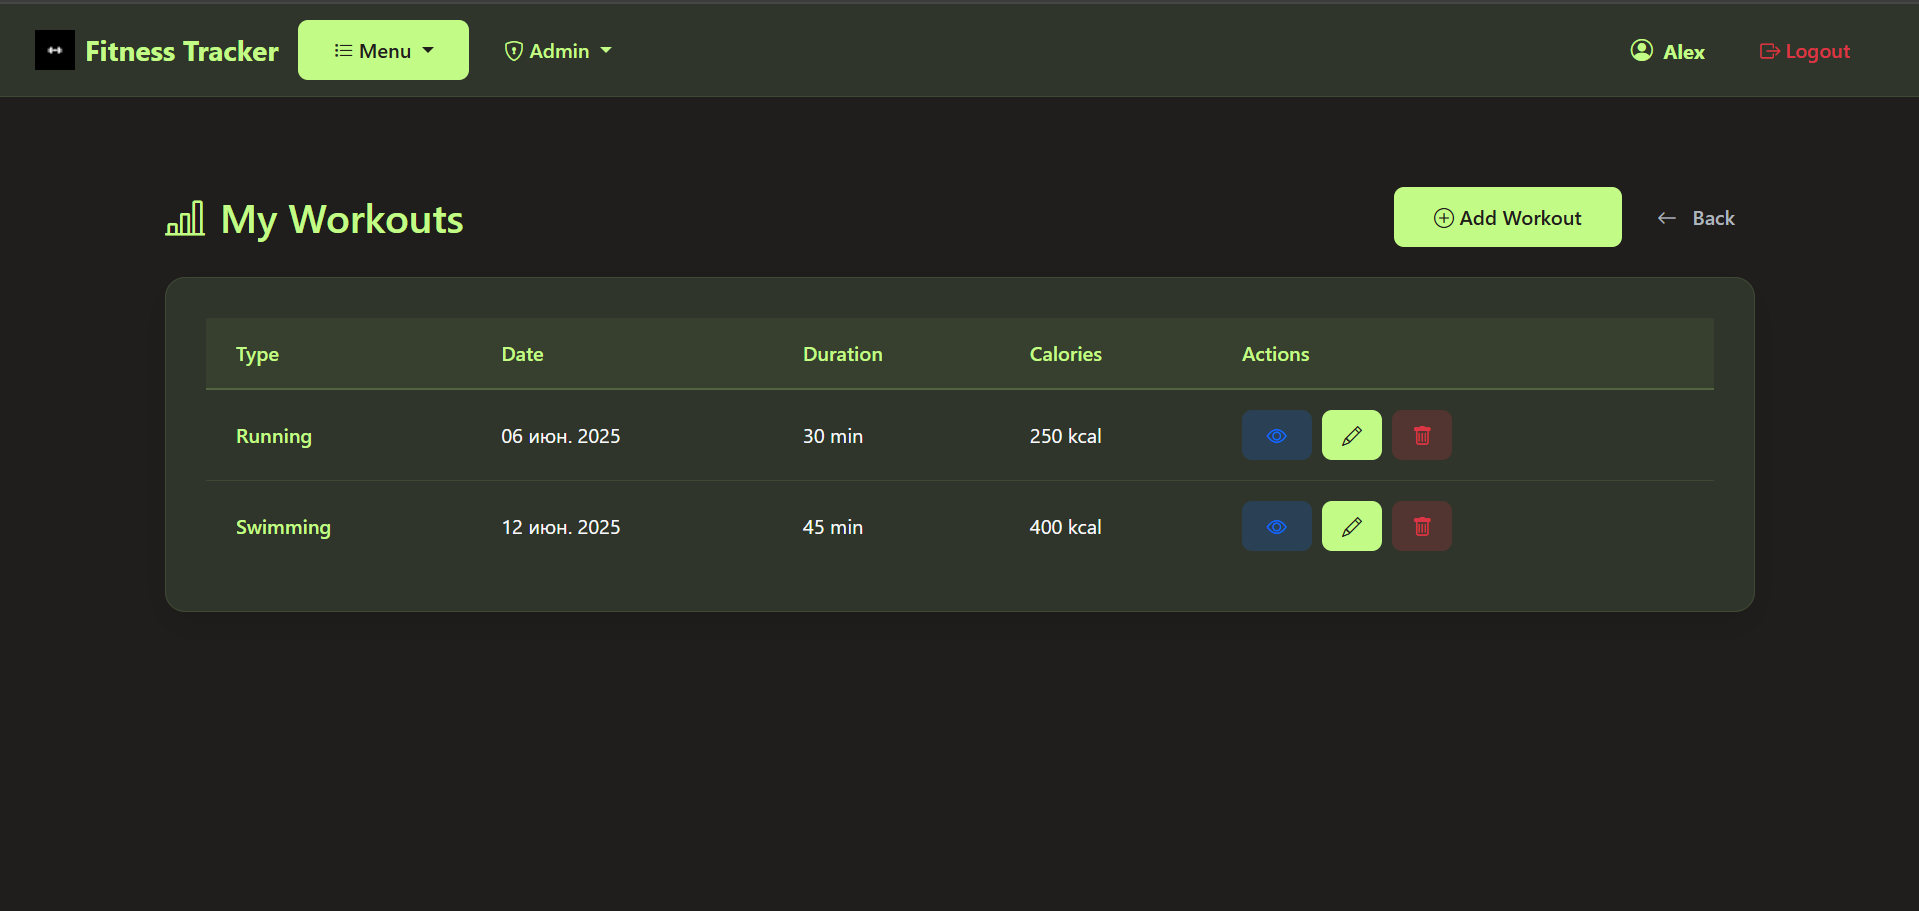 Fitness Tracker Menu Admin Alex Logout
My Workouts Add Workout Back
Type Date Duration Calories Actions
Running 06 июн. 2025 30 min 250 kcal
Swimming 12 июн. 2025 45 min 400 kcal